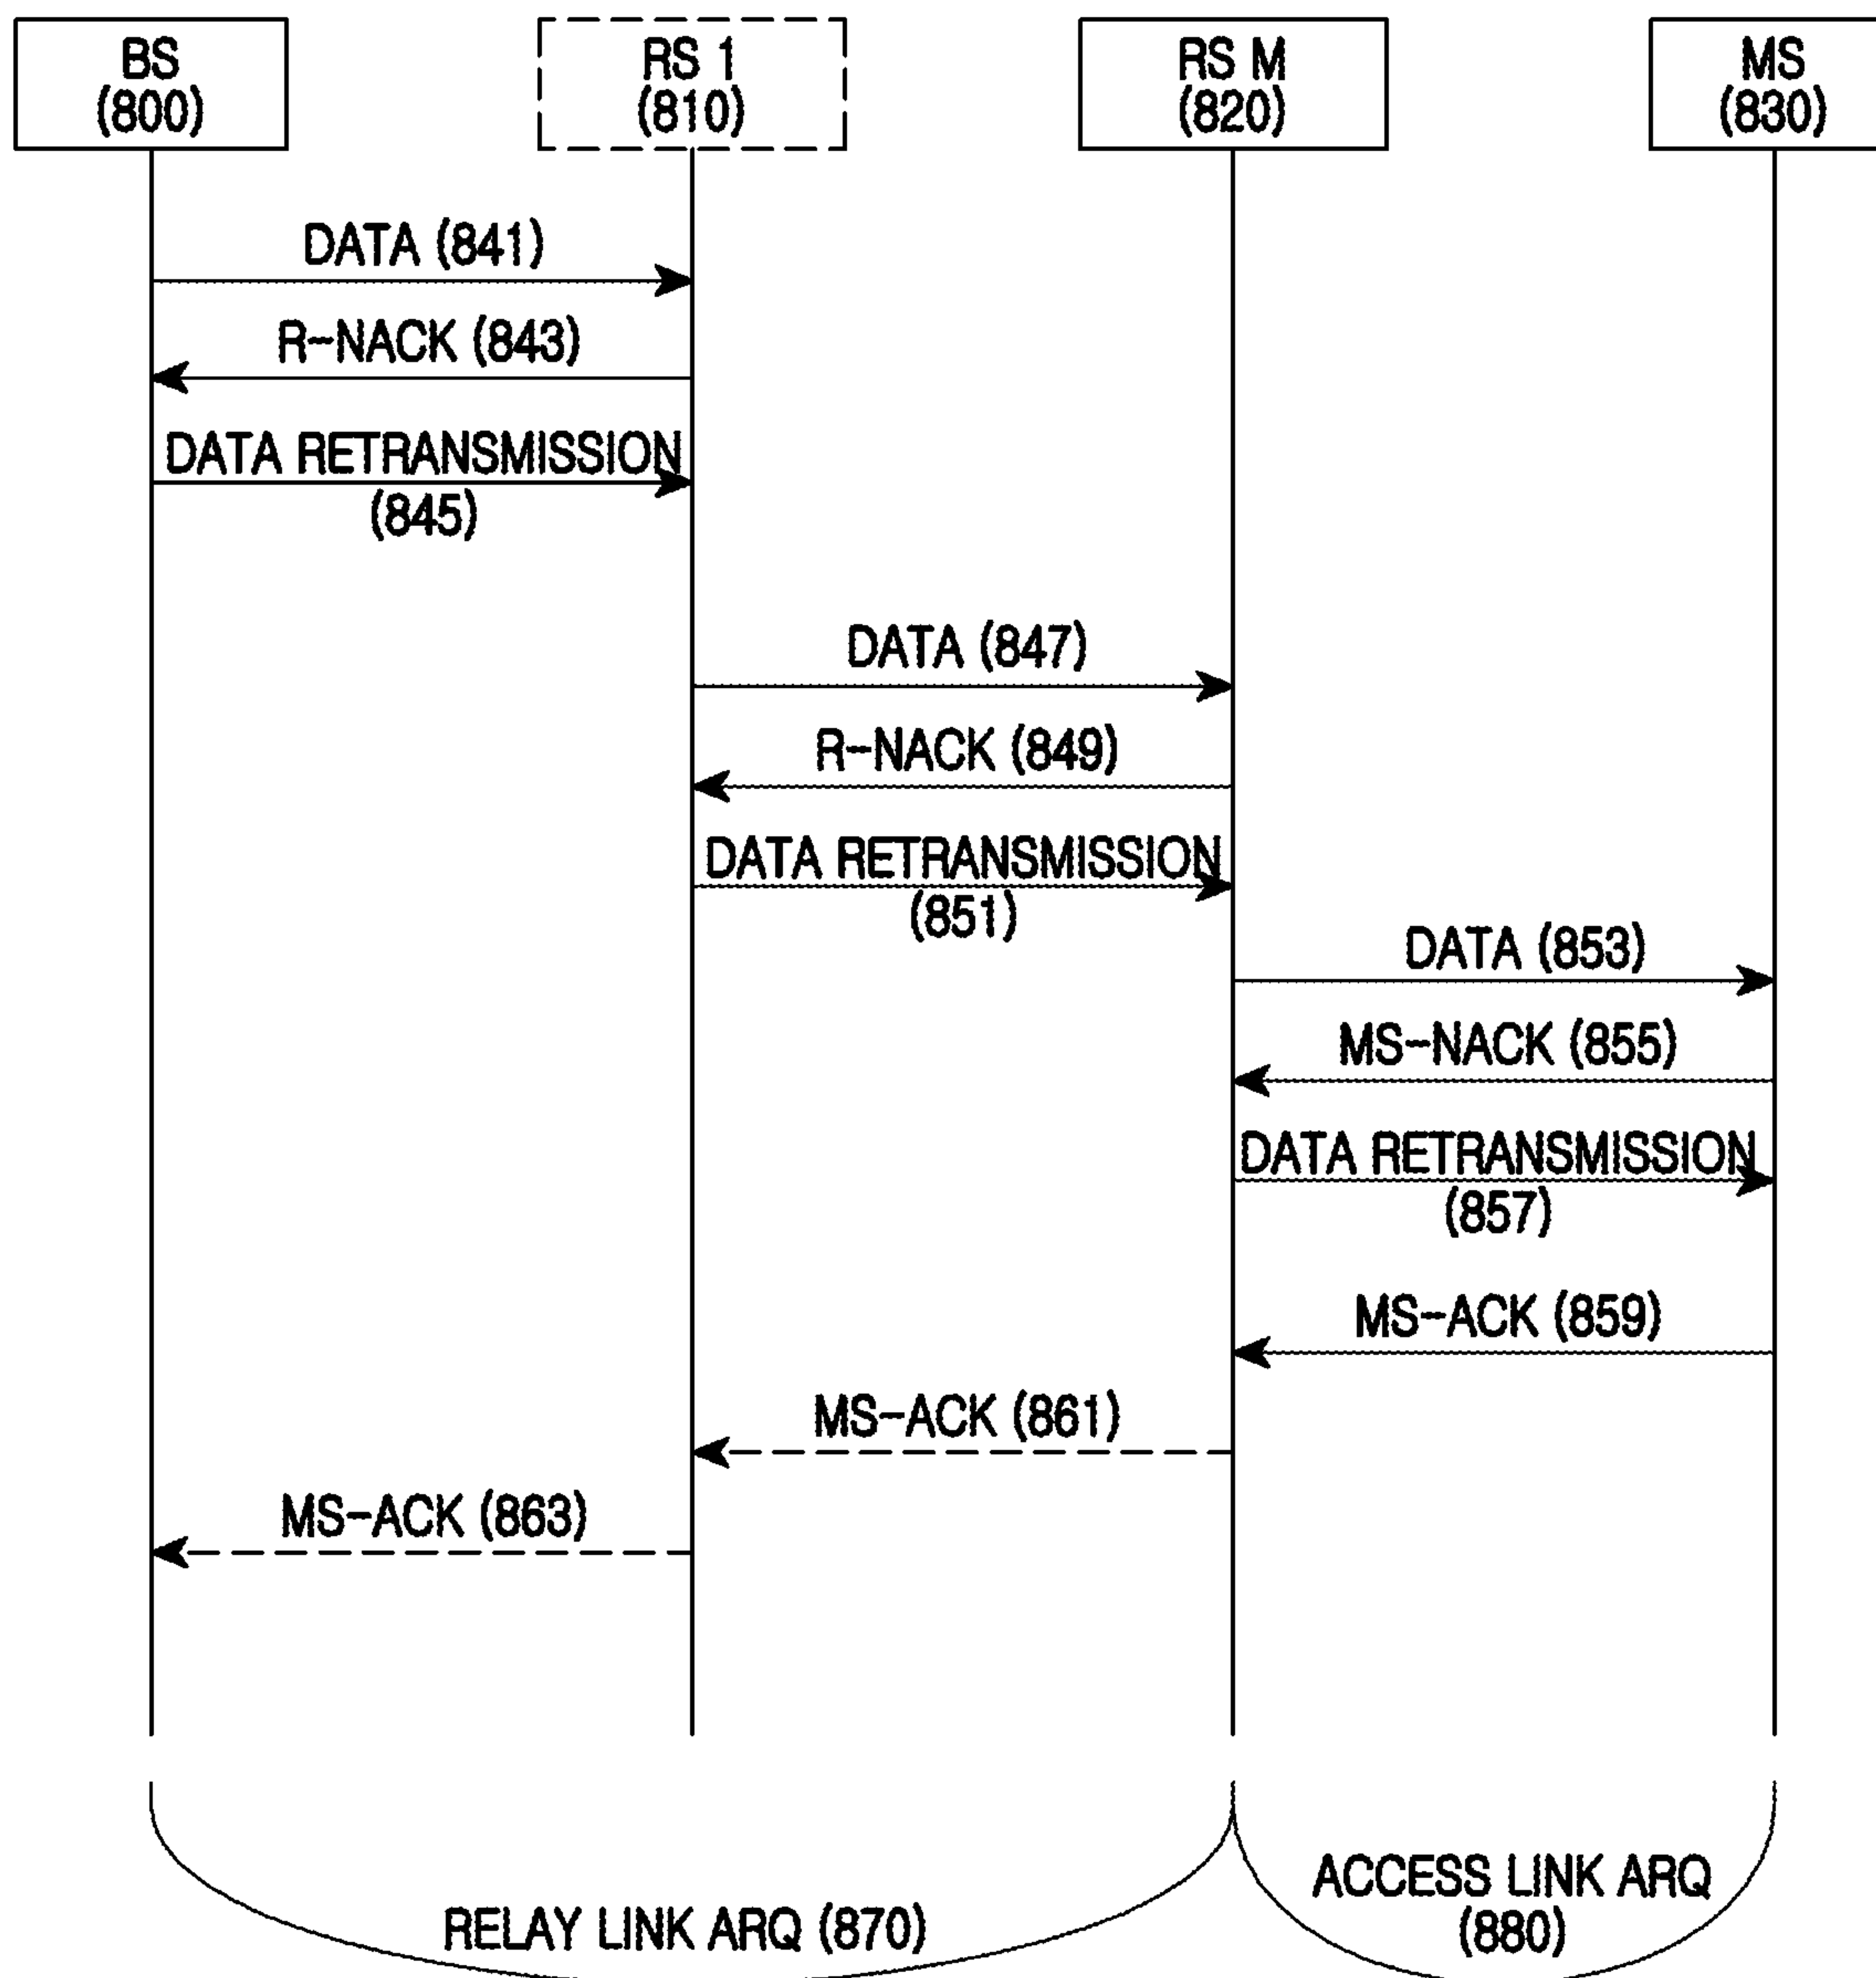 BS
(800)
RS 1
(810)
RS M
(820)
MS
(830)
DATA (841)
R-NACK (843)
DATA RETRANSMISSION
(845)
DATA (847)
R-NACK (849)
DATA RETRANSMISSION
(851)
DATA (853)
MS-NACK (855)
DATA RETRANSMISSION
(857)
MS-ACK (859)
MS-ACK (861)
MS-ACK (863)
RELAY LINK ARQ (870)
ACCESS LINK ARQ
(880)